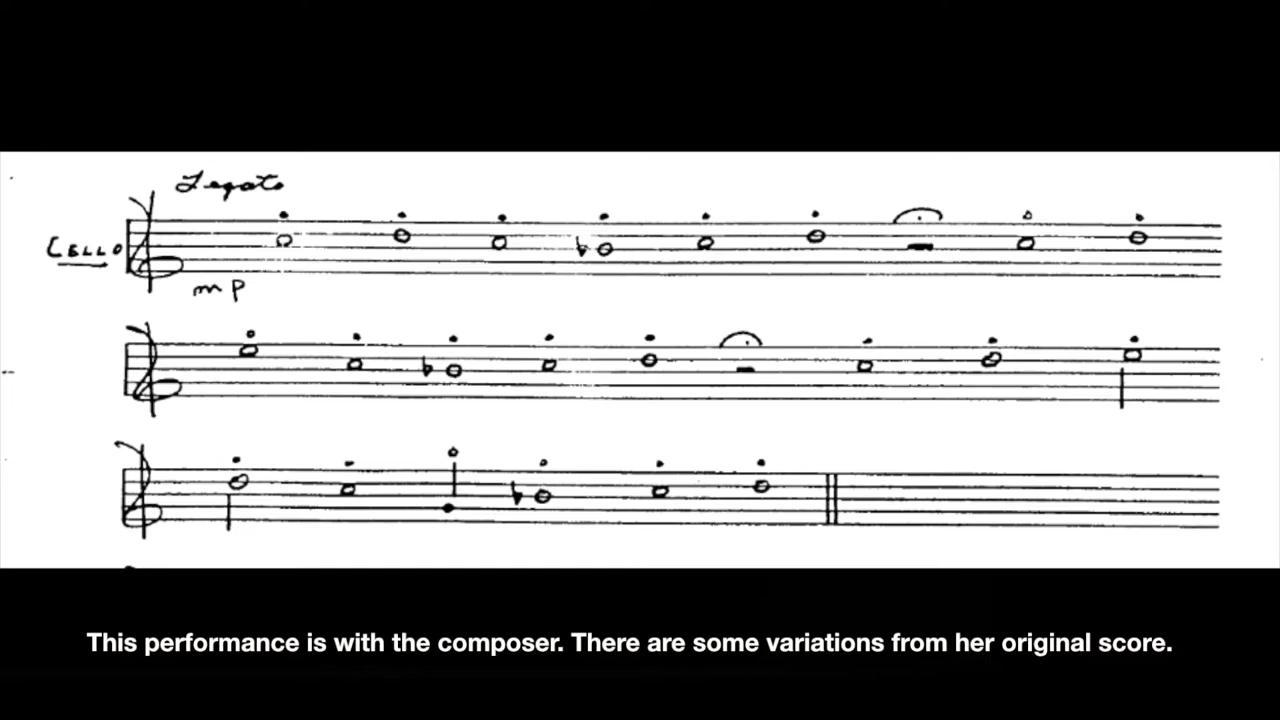 Legato
CELLO
mp
This performance is with the composer. There are some variations from her original score.